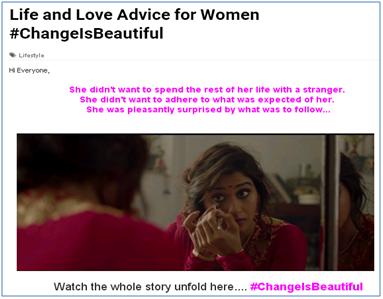 Life and Love Advice for Women
#ChangeIsBeautiful
Lifestyle
Hi Everyone,
She didn't want to spend the rest of her life with a stranger.
She didn't want to adhere to what was expected of her.
She was pleasantly surprised by what was to follow...
Watch the whole story unfold here.... #ChangeIsBeautiful